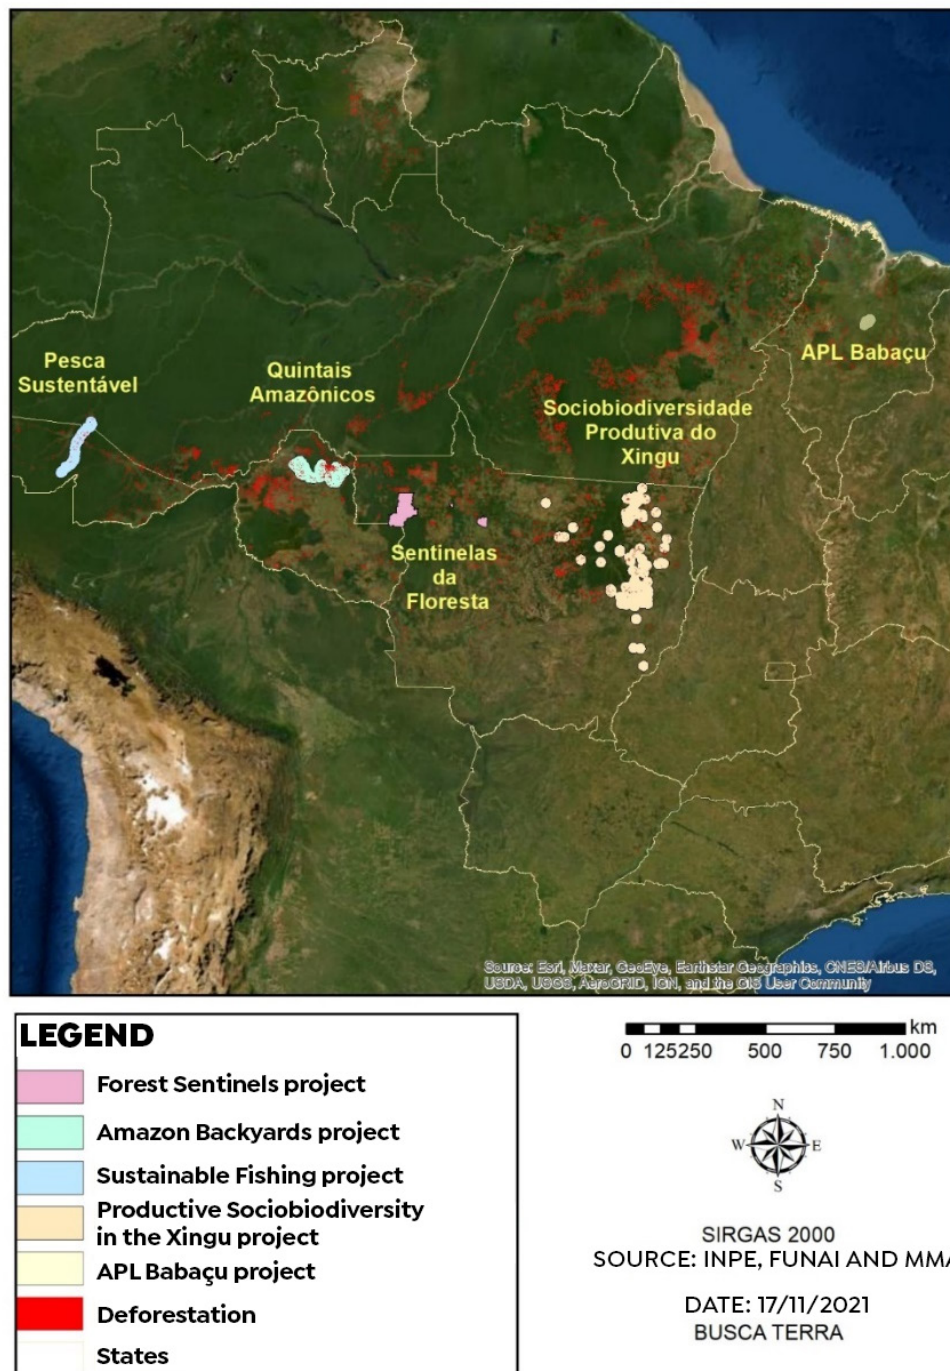 Pesca
Sustentável
Quintais
Amazônicos
APL Babaçu
Sociobiodiversidade
Produtiva do
Xingu
Sentinelas
da
Floresta
Source: Esri, Maxar, GeoEye, Earthstar Geographics, CNES/Airbus DS,
USDA, USGS, AeroGRID, IGN, and the GIS User Community
LEGEND
Forest Sentinels project
Amazon Backyards project
Sustainable Fishing project
Productive Sociobiodiversity
in the Xingu project
APL Babaçu project
Deforestation
States
km
0 125250 500 750 1.000
N
W E
S
SIRGAS 2000
SOURCE: INPE, FUNAI AND MMA
DATE: 17/11/2021
BUSCA TERRA